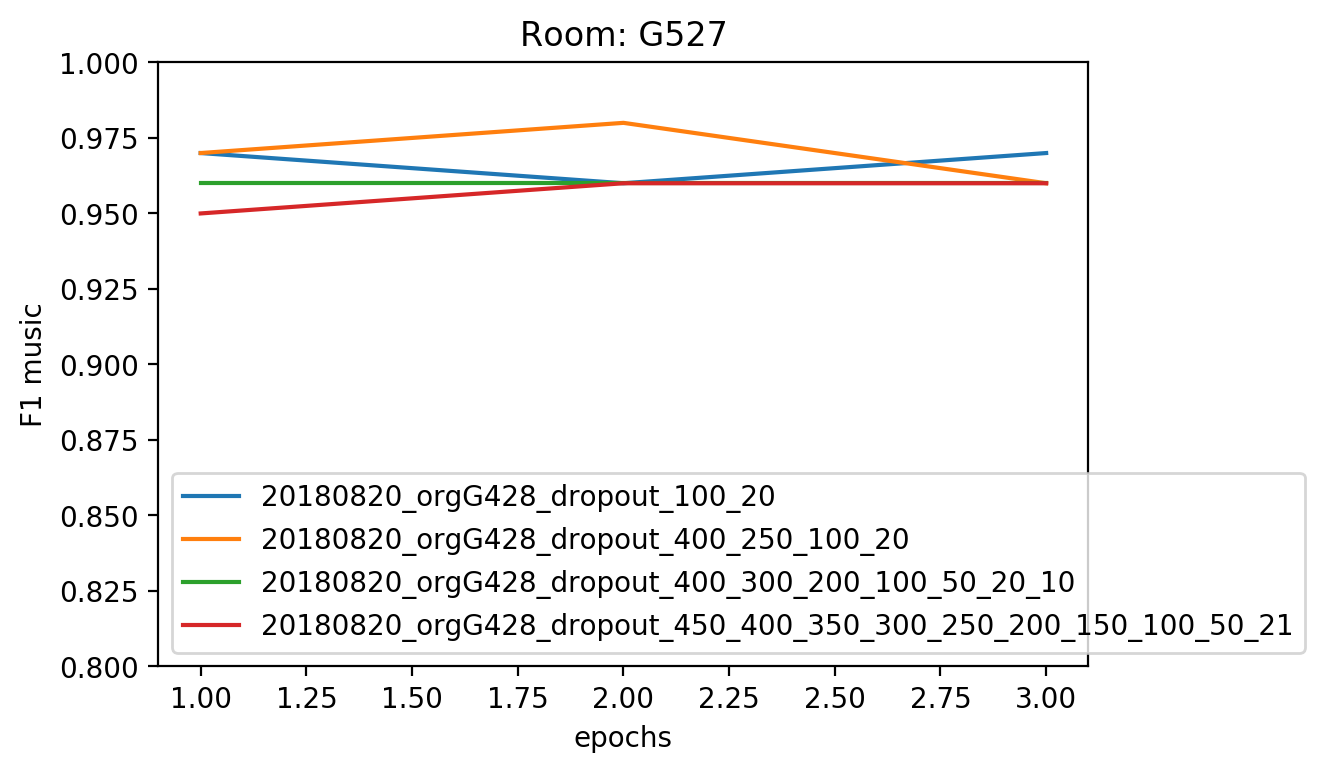 Room: G527
1.000
0.975
0.950
0.925
0.900
0.875
0.850
0.825
0.800
F1 music
20180820_orgG428_dropout_100_20
20180820_orgG428_dropout_400_250_100_20
20180820_orgG428_dropout_400_300_200_100_50_20_10
20180820_orgG428_dropout_450_400_350_300_250_200_150_100_50_21
1.00 1.25 1.50 1.75 2.00 2.25 2.50 2.75 3.00
epochs